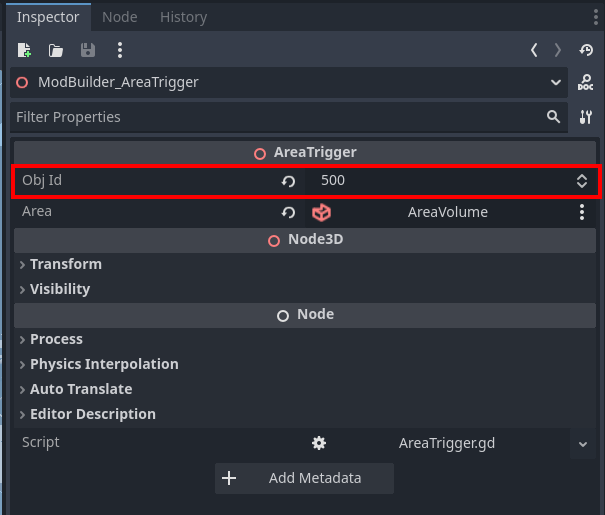 Inspector Node History
ModBuilder_AreaTrigger
DOC
Filter Properties
AreaTrigger
Obj Id 500
Area AreaVolume
Node3D
Transform
Visibility
Node
Process
Physics Interpolation
Auto Translate
Editor Description
Script AreaTrigger.gd
Add Metadata